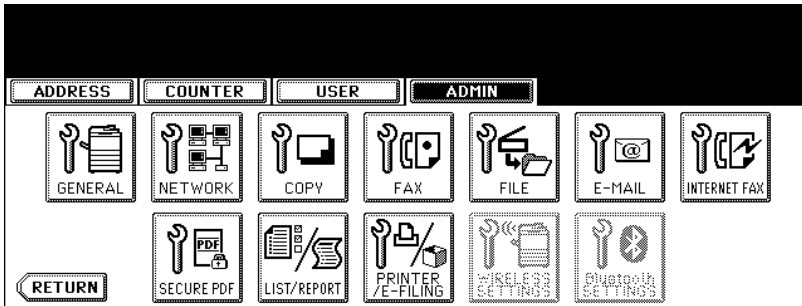 ADDRESS
COUNTER
USER
ADMIN
GENERAL
NETWORK
COPY
FAX
FILE
@
E-MAIL
INTERNET FAX
PDF
SECURE PDF
LIST/REPORT
PRINTER
/E-FILING
WIRELESS
SETTINGS
Bluetooth
SETTINGS
RETURN